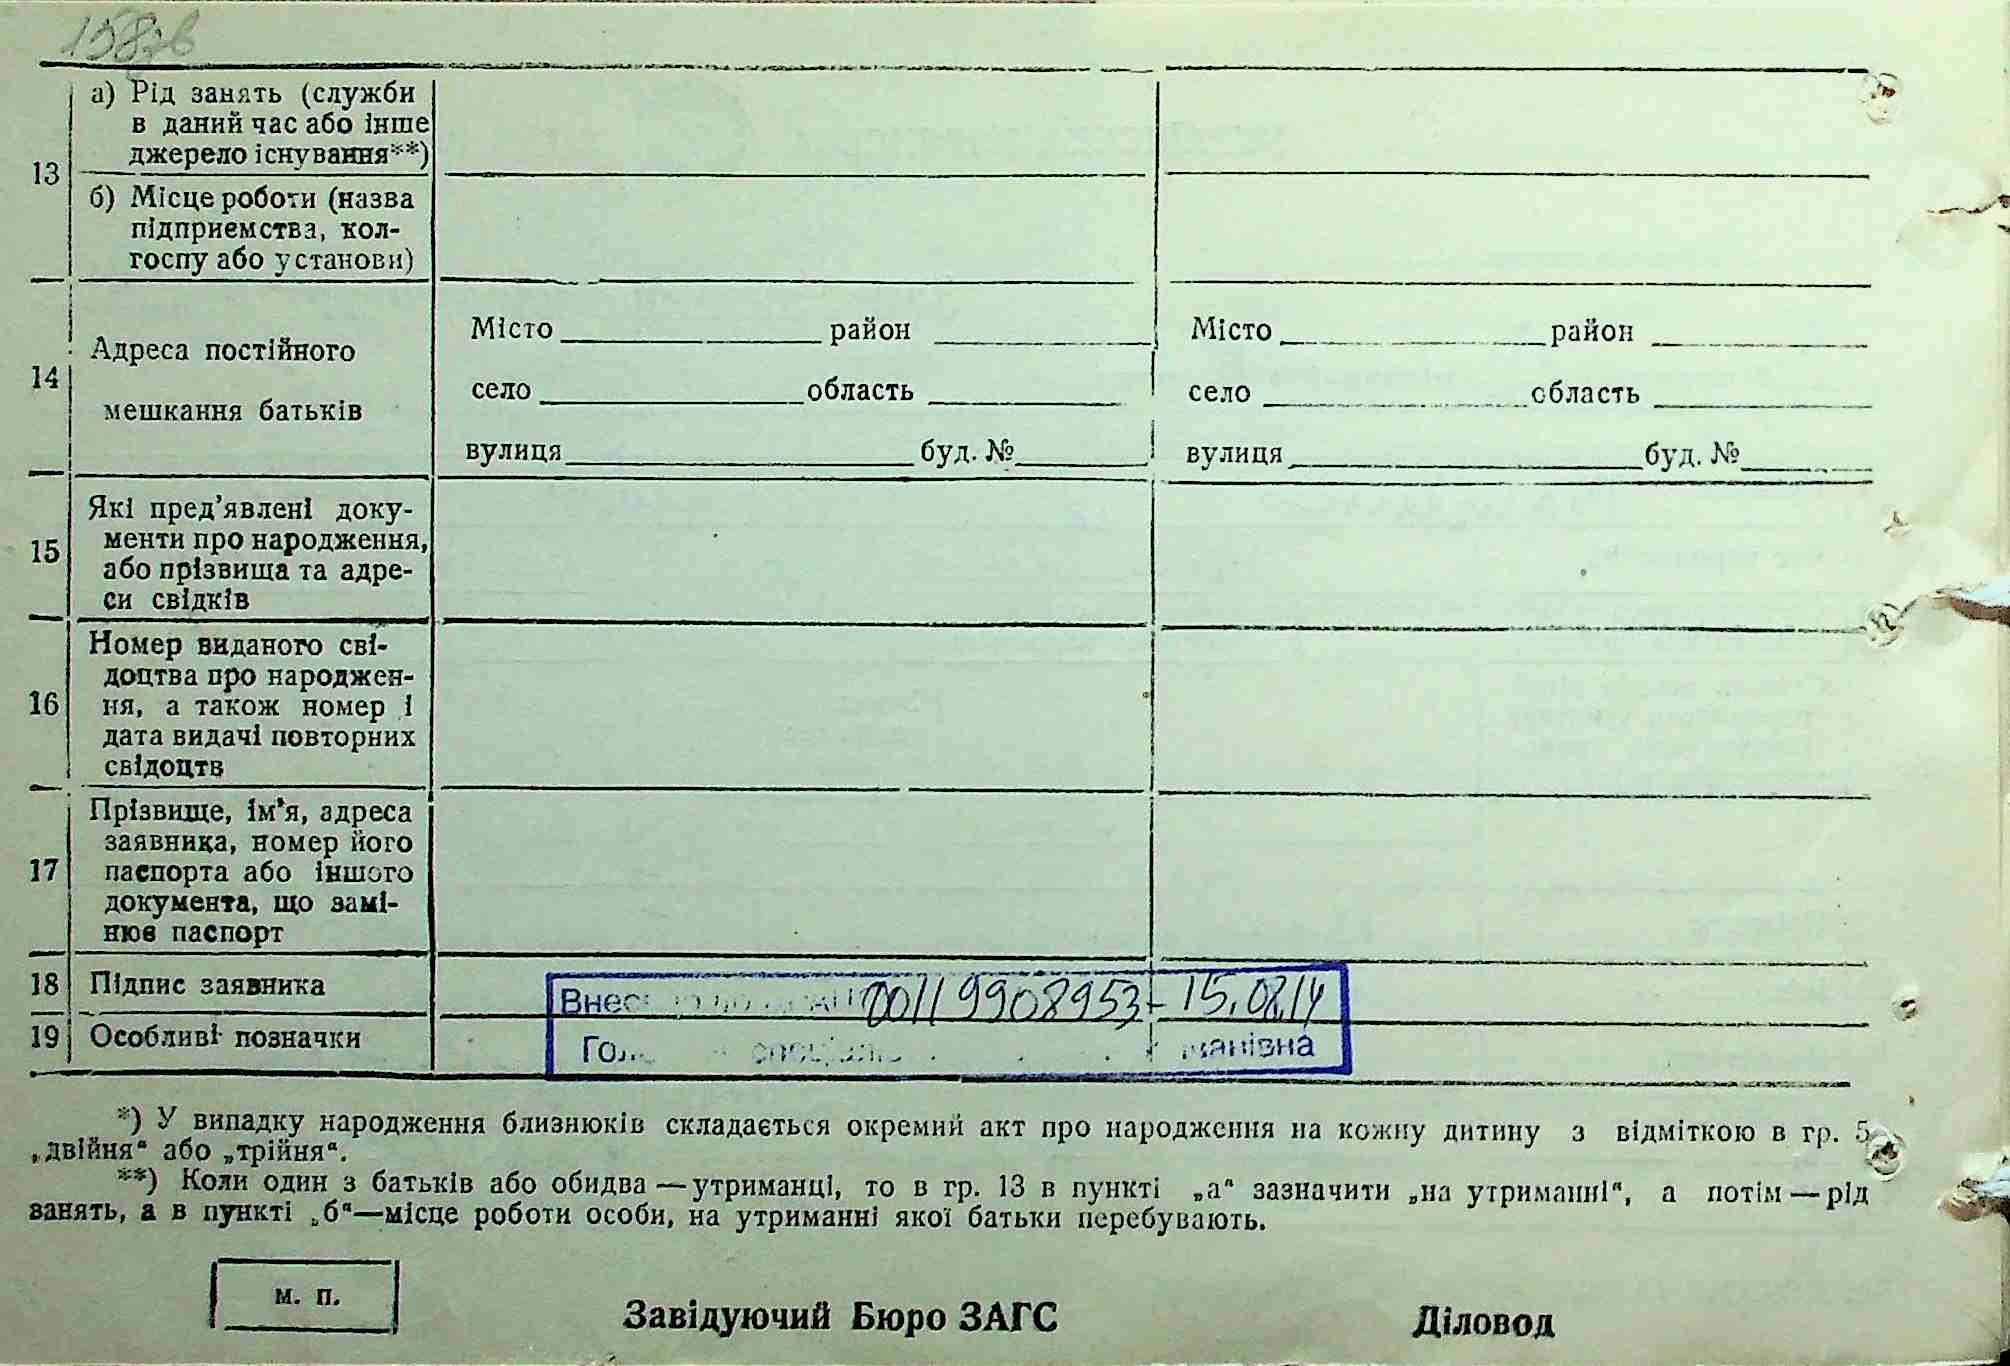 а) Рід занять (служби
в даний час або інше
джерело існування**)
13
б) Місце роботи (назва
підприємства, кол-
госпу або установи)
Місто район Місто район
Адреса постійного
14
село область село область
мешкання батьків
вулиця буд. № вулиця буд. №
Які пред’явлені доку-
менти про народження,
15
або прізвища та адре-
си свідків
Номер виданого сві-
доцтва про народжен-
16 ня, а також номер і
дата видачі повторних
свідоцтв
Прізвище, ім’я, адреса
заявника, номер його
17 паспорта або іншого
документа, що замі-
нює паспорт
18 Підпис заявника
00119908953 - 15.02.14
19 Особливі позначки
*) У випадку народження близнюків складається окремий акт про народження на кожну дитину з відміткою в гр. 5
„двійня“ або „трійня“.
**) Коли один з батьків або обидва — утриманці, то в гр. 13 в пункті „а“ зазначити „на утриманні“, а потім — рід
занять, а в пункті „б“—місце роботи особи, на утриманні якої батьки перебувають.
м. п.
Завідуючий Бюро ЗАГС Діловод